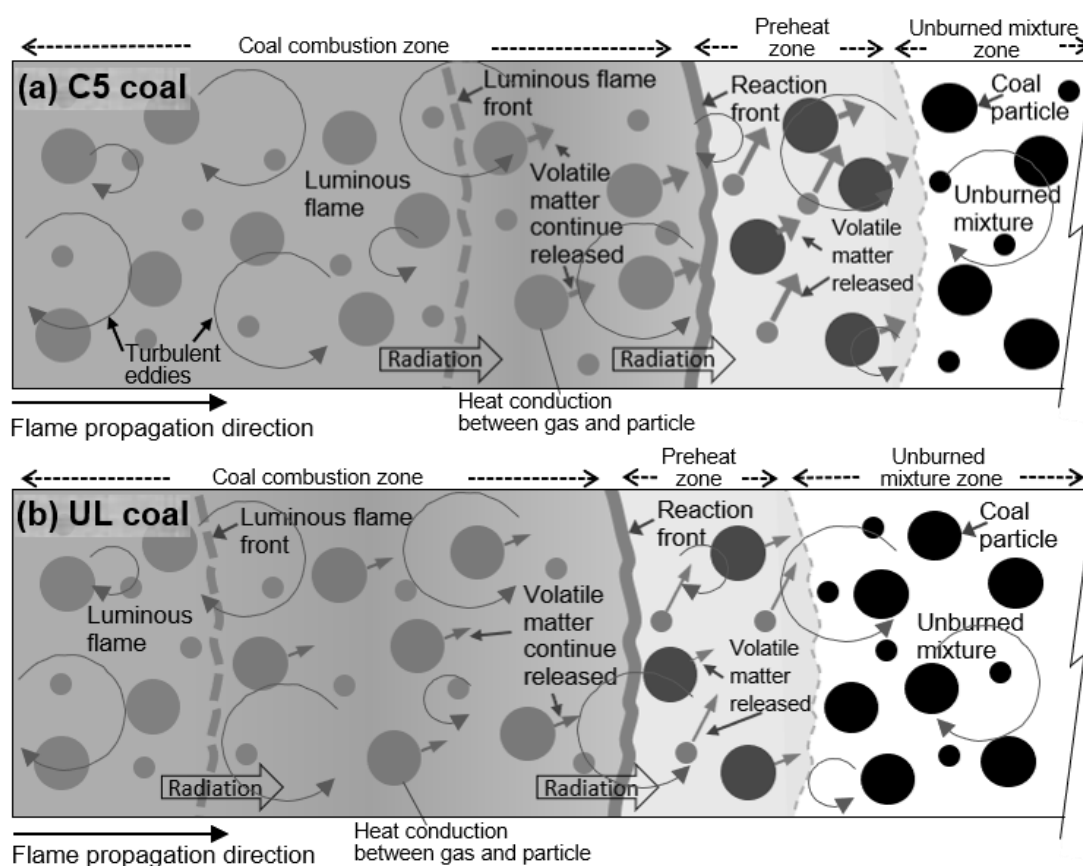 Coal combustion zone
Preheat
zone
Unburned mixture
zone
(a) C5 coal
Luminous flame
front
Reaction
front
Coal
particle
Luminous
flame
Volatile
matter
continue
released
Volatile
matter
released
Unburned
mixture
Turbulent
eddies
Radiation
Radiation
Flame propagation direction
Heat conduction
between gas and particle
Coal combustion zone
Preheat
zone
Unburned
mixture zone
(b) UL coal
Luminous flame
front
Reaction
front
Coal
particle
Luminous
flame
Volatile
matter
continue
released
Volatile
matter
released
Unburned
mixture
Radiation
Radiation
Flame propagation direction
Heat conduction
between gas and particle